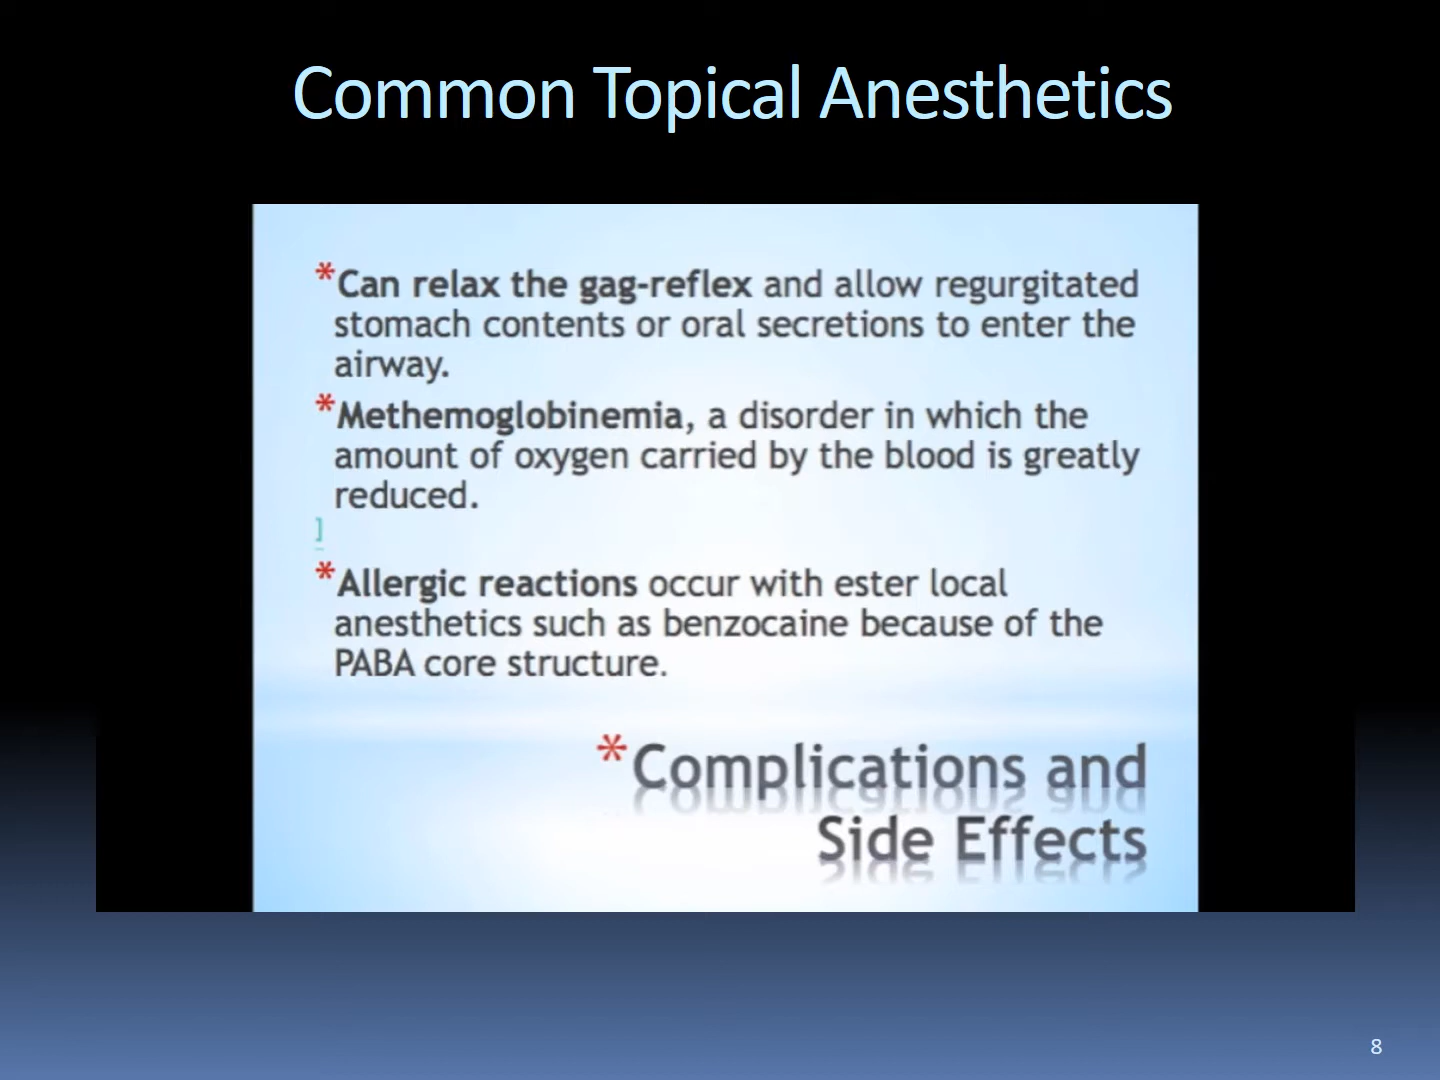 Common Topical Anesthetics
*Can relax the gag-reflex and allow regurgitated
stomach contents or oral secretions to enter the
airway.
*Methemoglobinemia, a disorder in which the
amount of oxygen carried by the blood is greatly
reduced.
]
*Allergic reactions occur with ester local
anesthetics such as benzocaine because of the
PABA core structure.
*Complications and
Side Effects
8